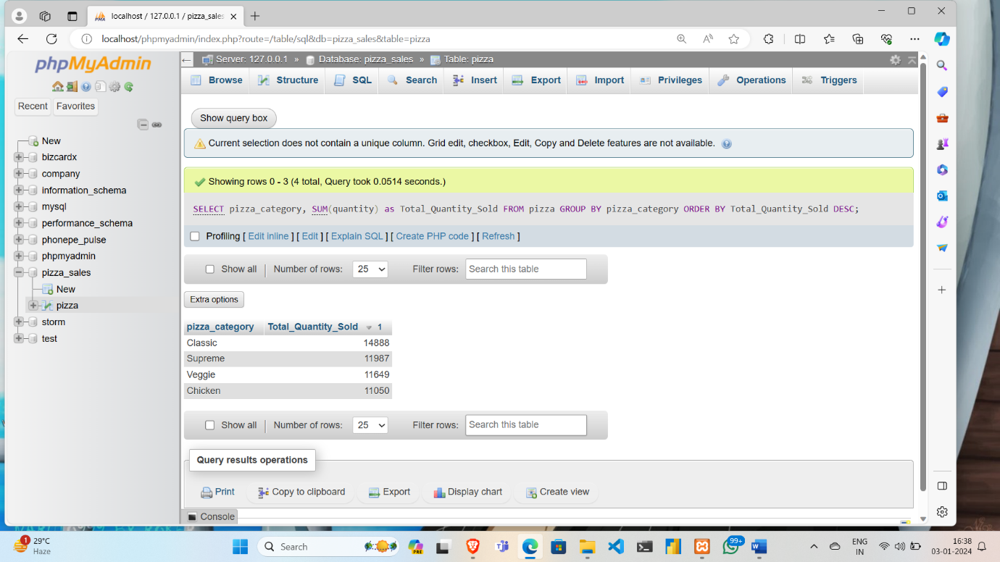 localhost / 127.0.0.1 / pizza_sales
localhost/phpmyadmin/index.php?route=/table/sql&db=pizza_sales&table=pizza
phpMyAdmin
Recent Favorites
New
bizcardx
company
information_schema
mysql
performance_schema
phonepe_pulse
phpmyadmin
pizza_sales
New
pizza
storm
test
Server: 127.0.0.1 » Database: pizza_sales » Table: pizza
Browse Structure SQL Search Insert Export Import Privileges Operations Triggers
Show query box
Current selection does not contain a unique column. Grid edit, checkbox, Edit, Copy and Delete features are not available.
Showing rows 0 - 3 (4 total, Query took 0.0514 seconds.)
SELECT pizza_category, SUM(quantity) as Total_Quantity_Sold FROM pizza GROUP BY pizza_category ORDER BY Total_Quantity_Sold DESC;
Profiling [ Edit inline ] [ Edit ] [ Explain SQL ] [ Create PHP code ] [ Refresh ]
Show all | Number of rows: 25 Filter rows: Search this table
Extra options
pizza_category Total_Quantity_Sold 1
Classic 14888
Supreme 11987
Veggie 11649
Chicken 11050
Show all | Number of rows: 25 Filter rows: Search this table
Query results operations
Print Copy to clipboard Export Display chart Create view
Console
1 29°C
Haze
Search
PRE
99+
ENG
IN
16:38
03-01-2024